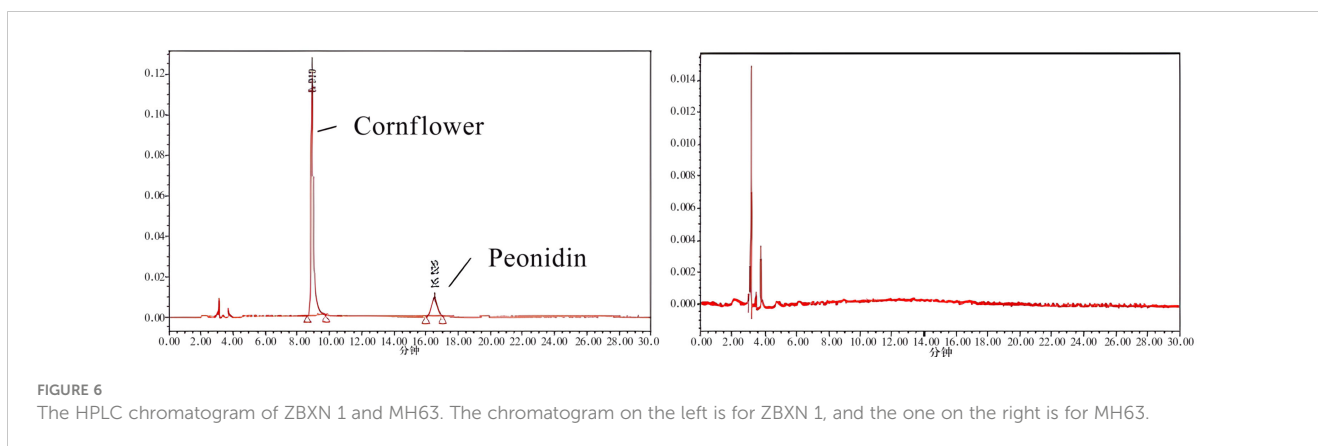 0.12
0.10
0.08
0.06
0.04
0.02
0.00
Cornflower
Peonidin
0.00 2.00 4.00 6.00 8.00 10.00 12.00 14.00 16.00 18.00 20.00 22.00 24.00 26.00 28.00 30.0
分钟
0.014
0.012
0.010
0.008
0.006
0.004
0.002
0.000
0.00 2.00 4.00 6.00 8.00 10.00 12.00 14.00 16.00 18.00 20.00 22.00 24.00 26.00 28.00 30.00
分钟
FIGURE 6
The HPLC chromatogram of ZBXN 1 and MH63. The chromatogram on the left is for ZBXN 1, and the one on the right is for MH63.